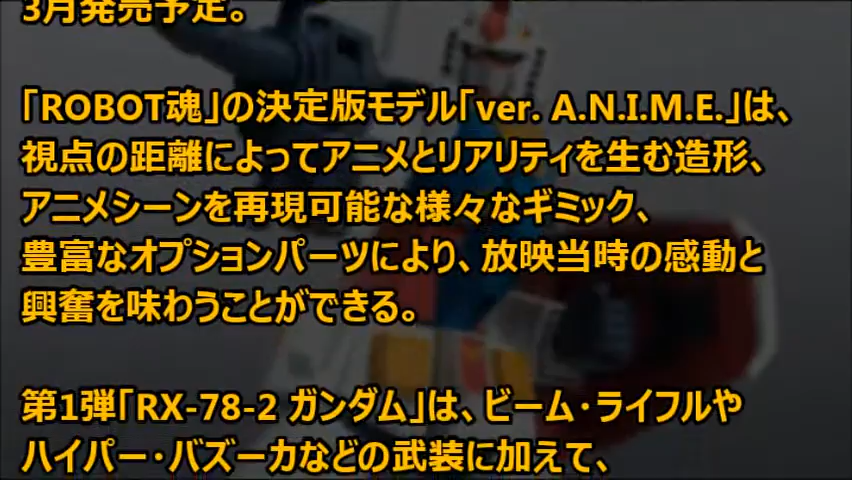 3月発売予定。
「ROBOT魂」の決定版モデル「ver. A.N.I.M.E.」は、
視点の距離によってアニメとリアリティを生む造形、
アニメシーンを再現可能な様々なギミック、
豊富なオプションパーツにより、放映当時の感動と
興奮を味わうことができる。
第1弾「RX-78-2 ガンダム」は、ビーム・ライフルや
ハイパー・バズーカなどの武装に加えて、